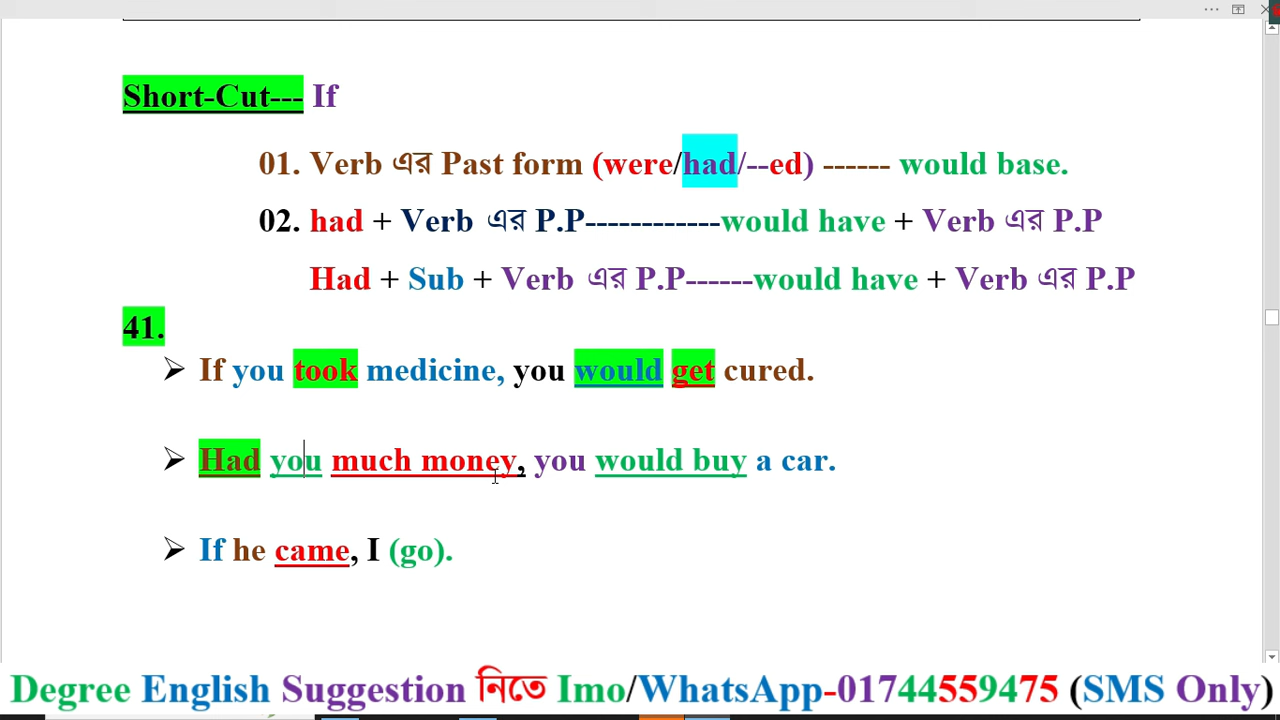 Short-Cut--- If
01. Verb এর Past form (were/had/--ed) ------ would base.
02. had + Verb এর P.P------------would have + Verb এর P.P
Had + Sub + Verb এর P.P------would have + Verb এর P.P
41.
➢ If you took medicine, you would get cured.
➢ Had you much money, you would buy a car.
➢ If he came, I (go).
Degree English Suggestion নিতে Imo/WhatsApp-01744559475 (SMS Only)